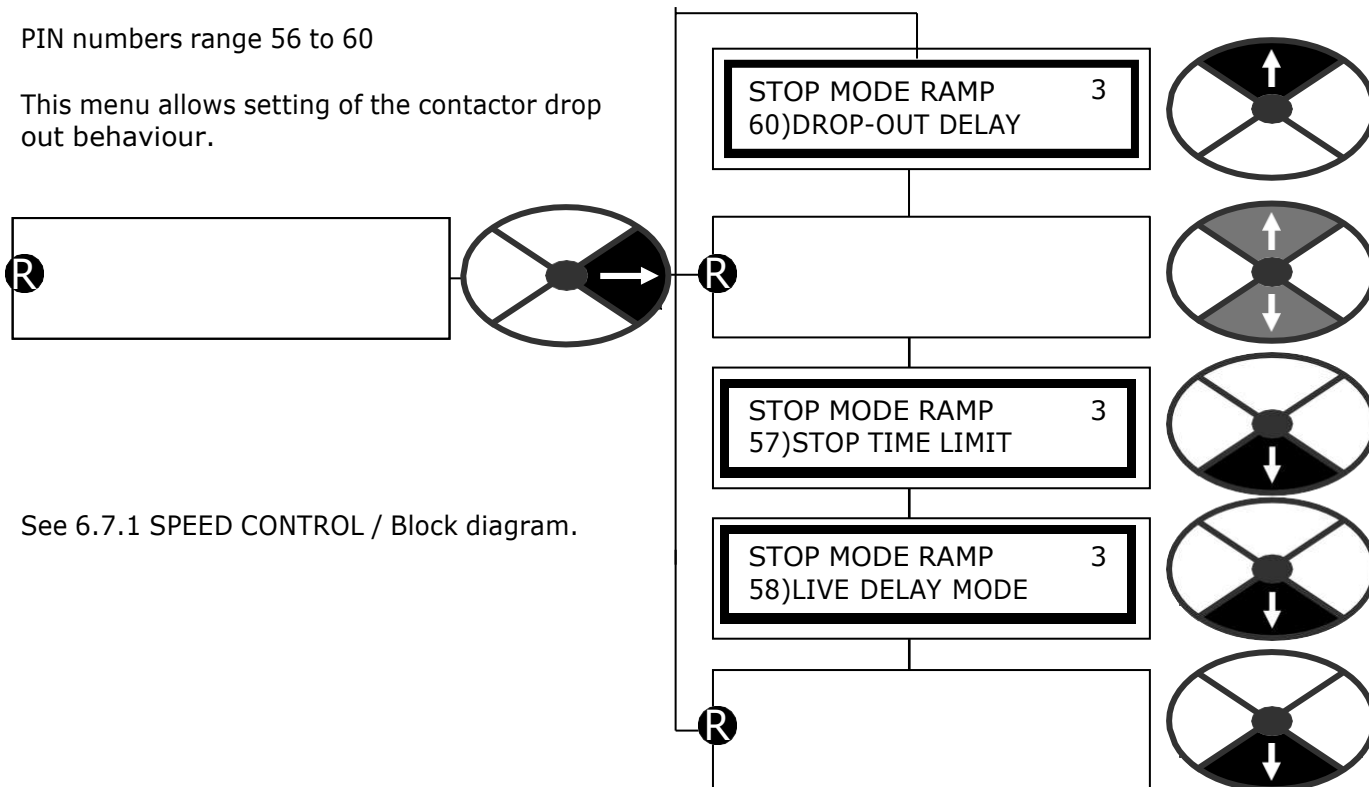 PIN numbers range 56 to 60
This menu allows setting of the contactor drop
out behaviour.
STOP MODE RAMP 3
60)DROP-OUT DELAY
R
R
STOP MODE RAMP 3
57)STOP TIME LIMIT
See 6.7.1 SPEED CONTROL / Block diagram.
STOP MODE RAMP 3
58)LIVE DELAY MODE
R